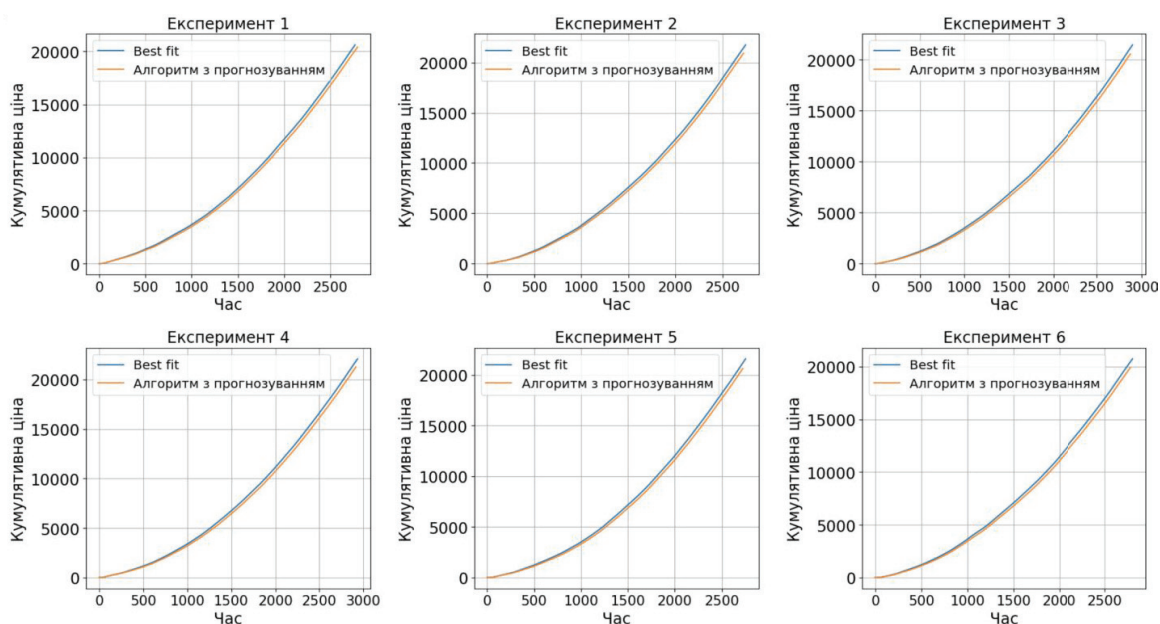 Експеримент 1
Best fit
Алгоритм з прогнозуванням
Кумулятивна ціна
20000
15000
10000
5000
0
0 500 1000 1500 2000 2500
Час
Експеримент 2
Best fit
Алгоритм з прогнозуванням
Кумулятивна ціна
20000
15000
10000
5000
0
0 500 1000 1500 2000 2500
Час
Експеримент 3
Best fit
Алгоритм з прогнозуванням
Кумулятивна ціна
20000
15000
10000
5000
0
0 500 1000 1500 2000 2500 3000
Час
Експеримент 4
Best fit
Алгоритм з прогнозуванням
Кумулятивна ціна
20000
15000
10000
5000
0
0 500 1000 1500 2000 2500 3000
Час
Експеримент 5
Best fit
Алгоритм з прогнозуванням
Кумулятивна ціна
20000
15000
10000
5000
0
0 500 1000 1500 2000 2500
Час
Експеримент 6
Best fit
Алгоритм з прогнозуванням
Кумулятивна ціна
20000
15000
10000
5000
0
0 500 1000 1500 2000 2500
Час